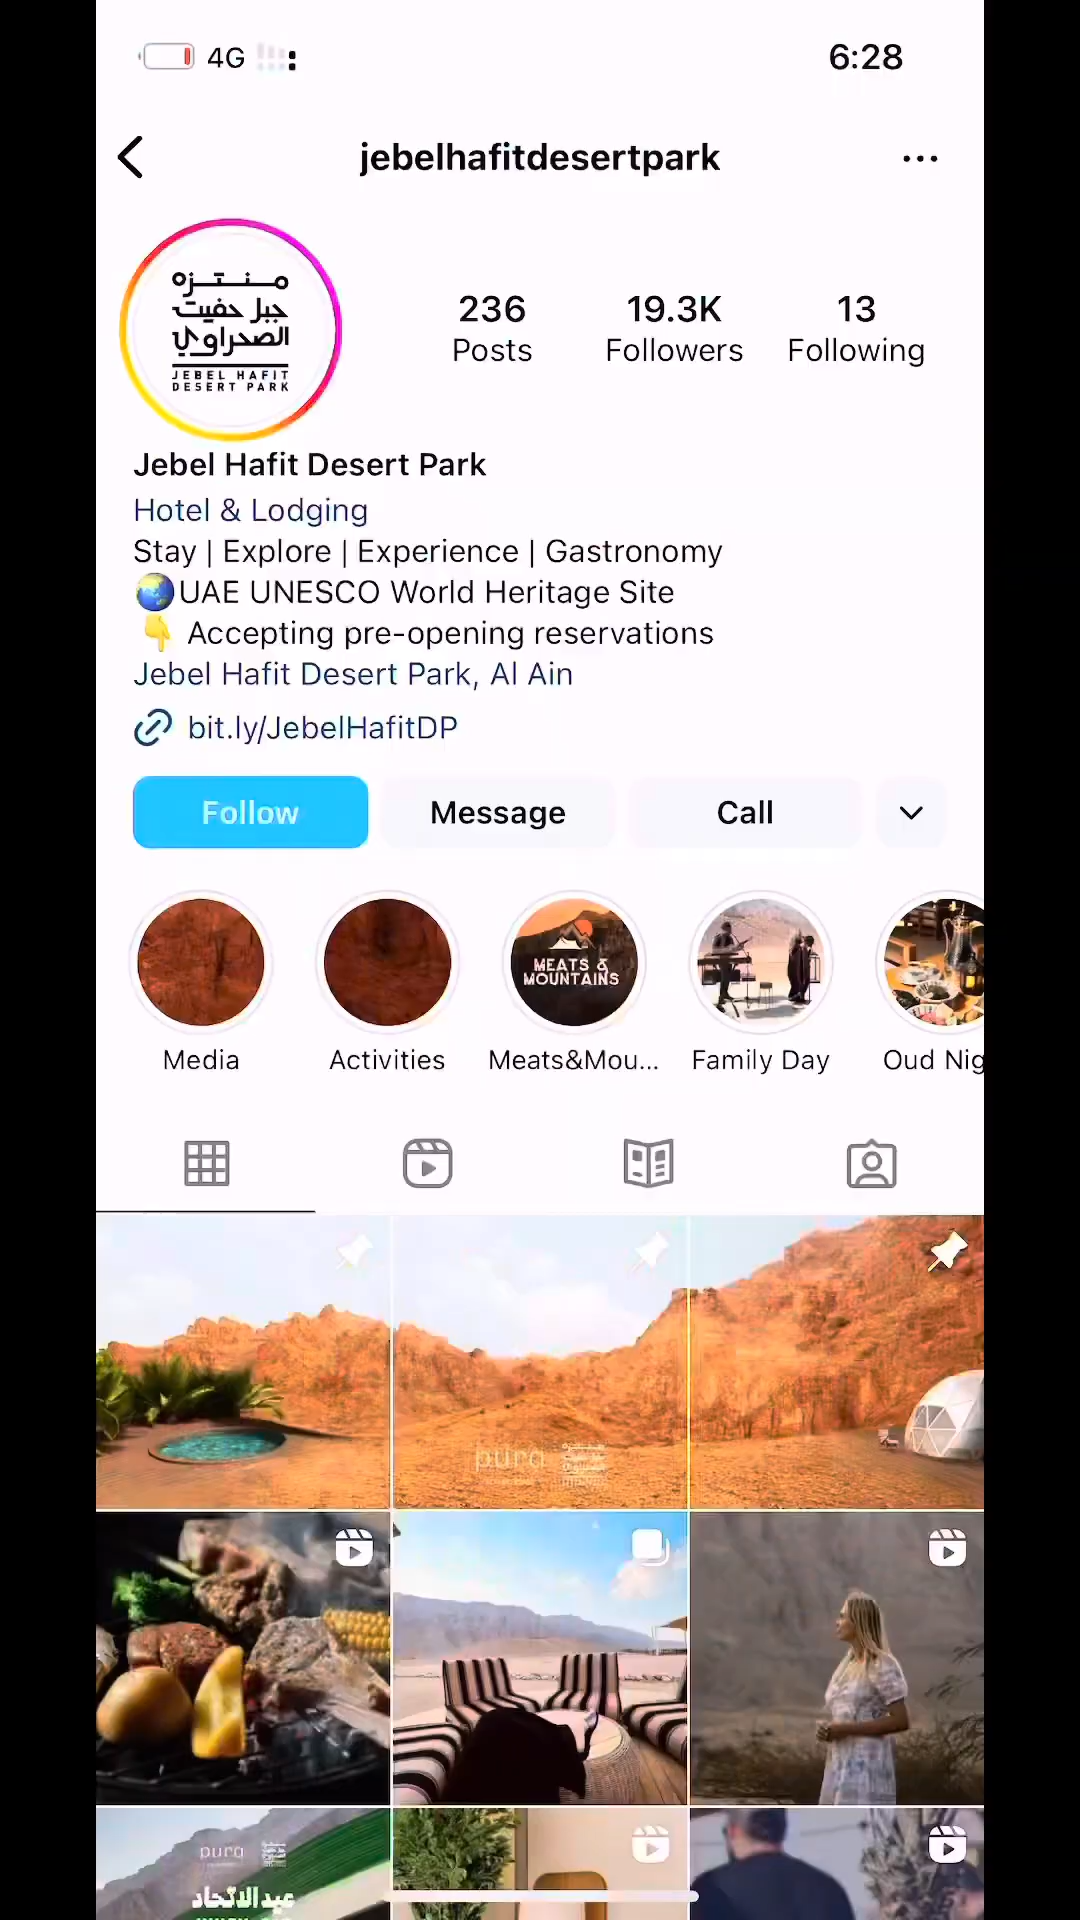 4G
6:28
jebelhafitdesertpark
منتزه
جبل حفيت
الصحراوي
JEBEL HAFIT
DESERT PARK
236
Posts
19.3K
Followers
13
Following
Jebel Hafit Desert Park
Hotel & Lodging
Stay | Explore | Experience | Gastronomy
UAE UNESCO World Heritage Site
Accepting pre-opening reservations
Jebel Hafit Desert Park, Al Ain
bit.ly/JebelHafitDP
Follow
Message
Call
MEATS &
MOUNTAINS
Media
Activities
Meats&Mou...
Family Day
Oud Nig
pura
pura
عيد الاتحاد